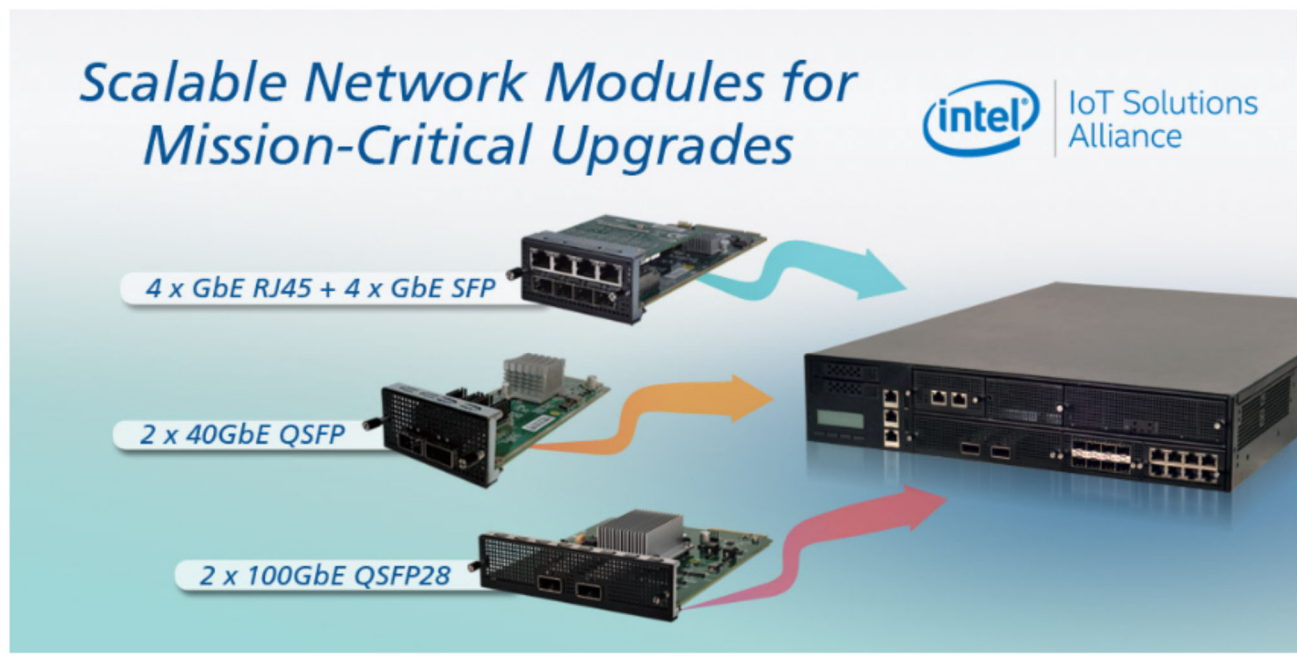 Scalable Network Modules for
Mission-Critical Upgrades
intel
IoT Solutions
Alliance
4 x GbE RJ45 + 4 x GbE SFP
2 x 40GbE QSFP
2 x 100GbE QSFP28